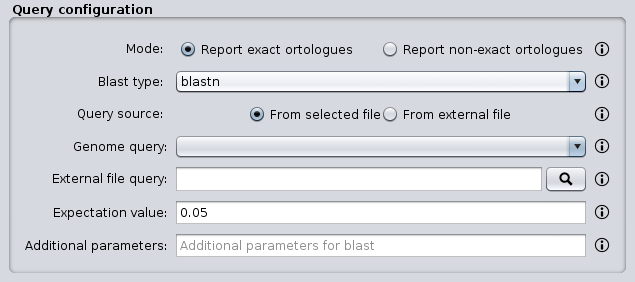 Query configuration
Mode: Report exact ortologues Report non-exact ortologues
Blast type: blastn
Query source: From selected file From external file
Genome query:
External file query:
Expectation value: 0.05
Additional parameters: Additional parameters for blast